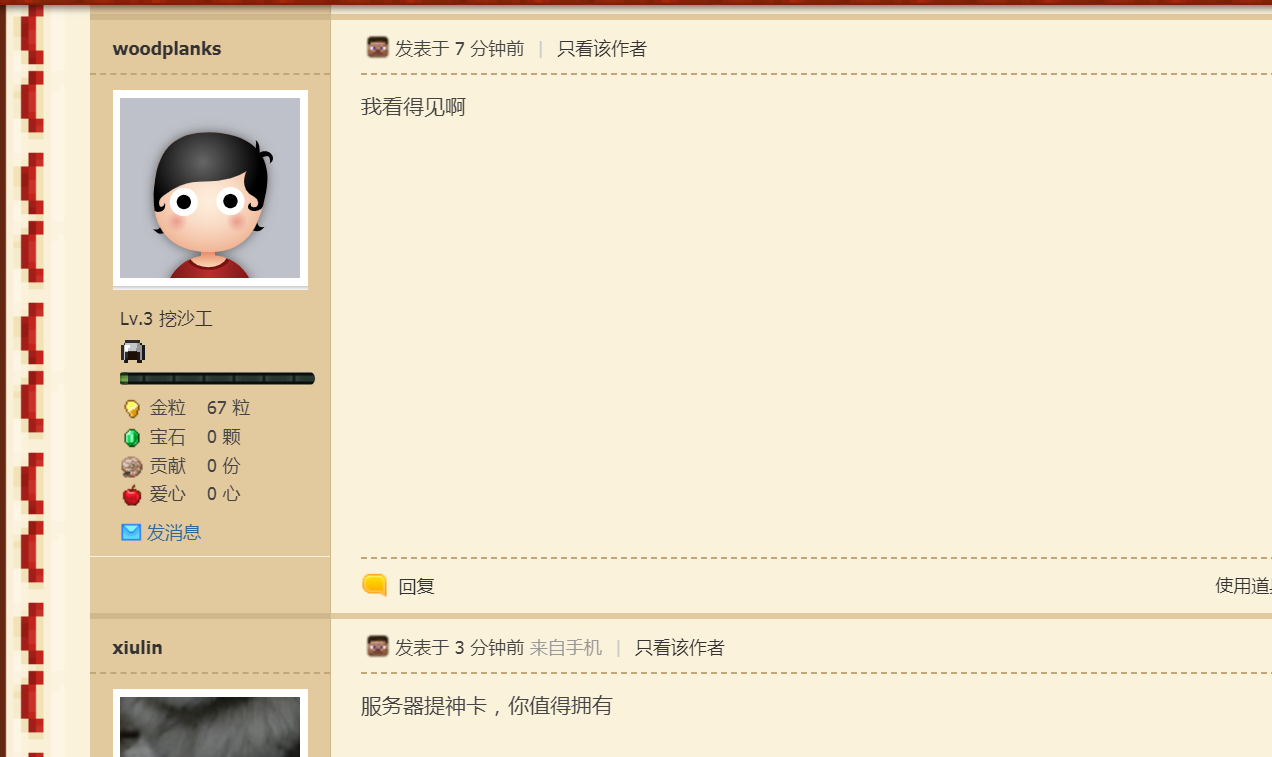 woodplanks
发表于 7 分钟前 | 只看该作者
我看得见啊
Lv.3 挖沙工
金粒 67 粒
宝石 0 颗
贡献 0 份
爱心 0 心
发消息
回复
使用道
xiulin
发表于 3 分钟前 来自手机 | 只看该作者
服务器提神卡，你值得拥有